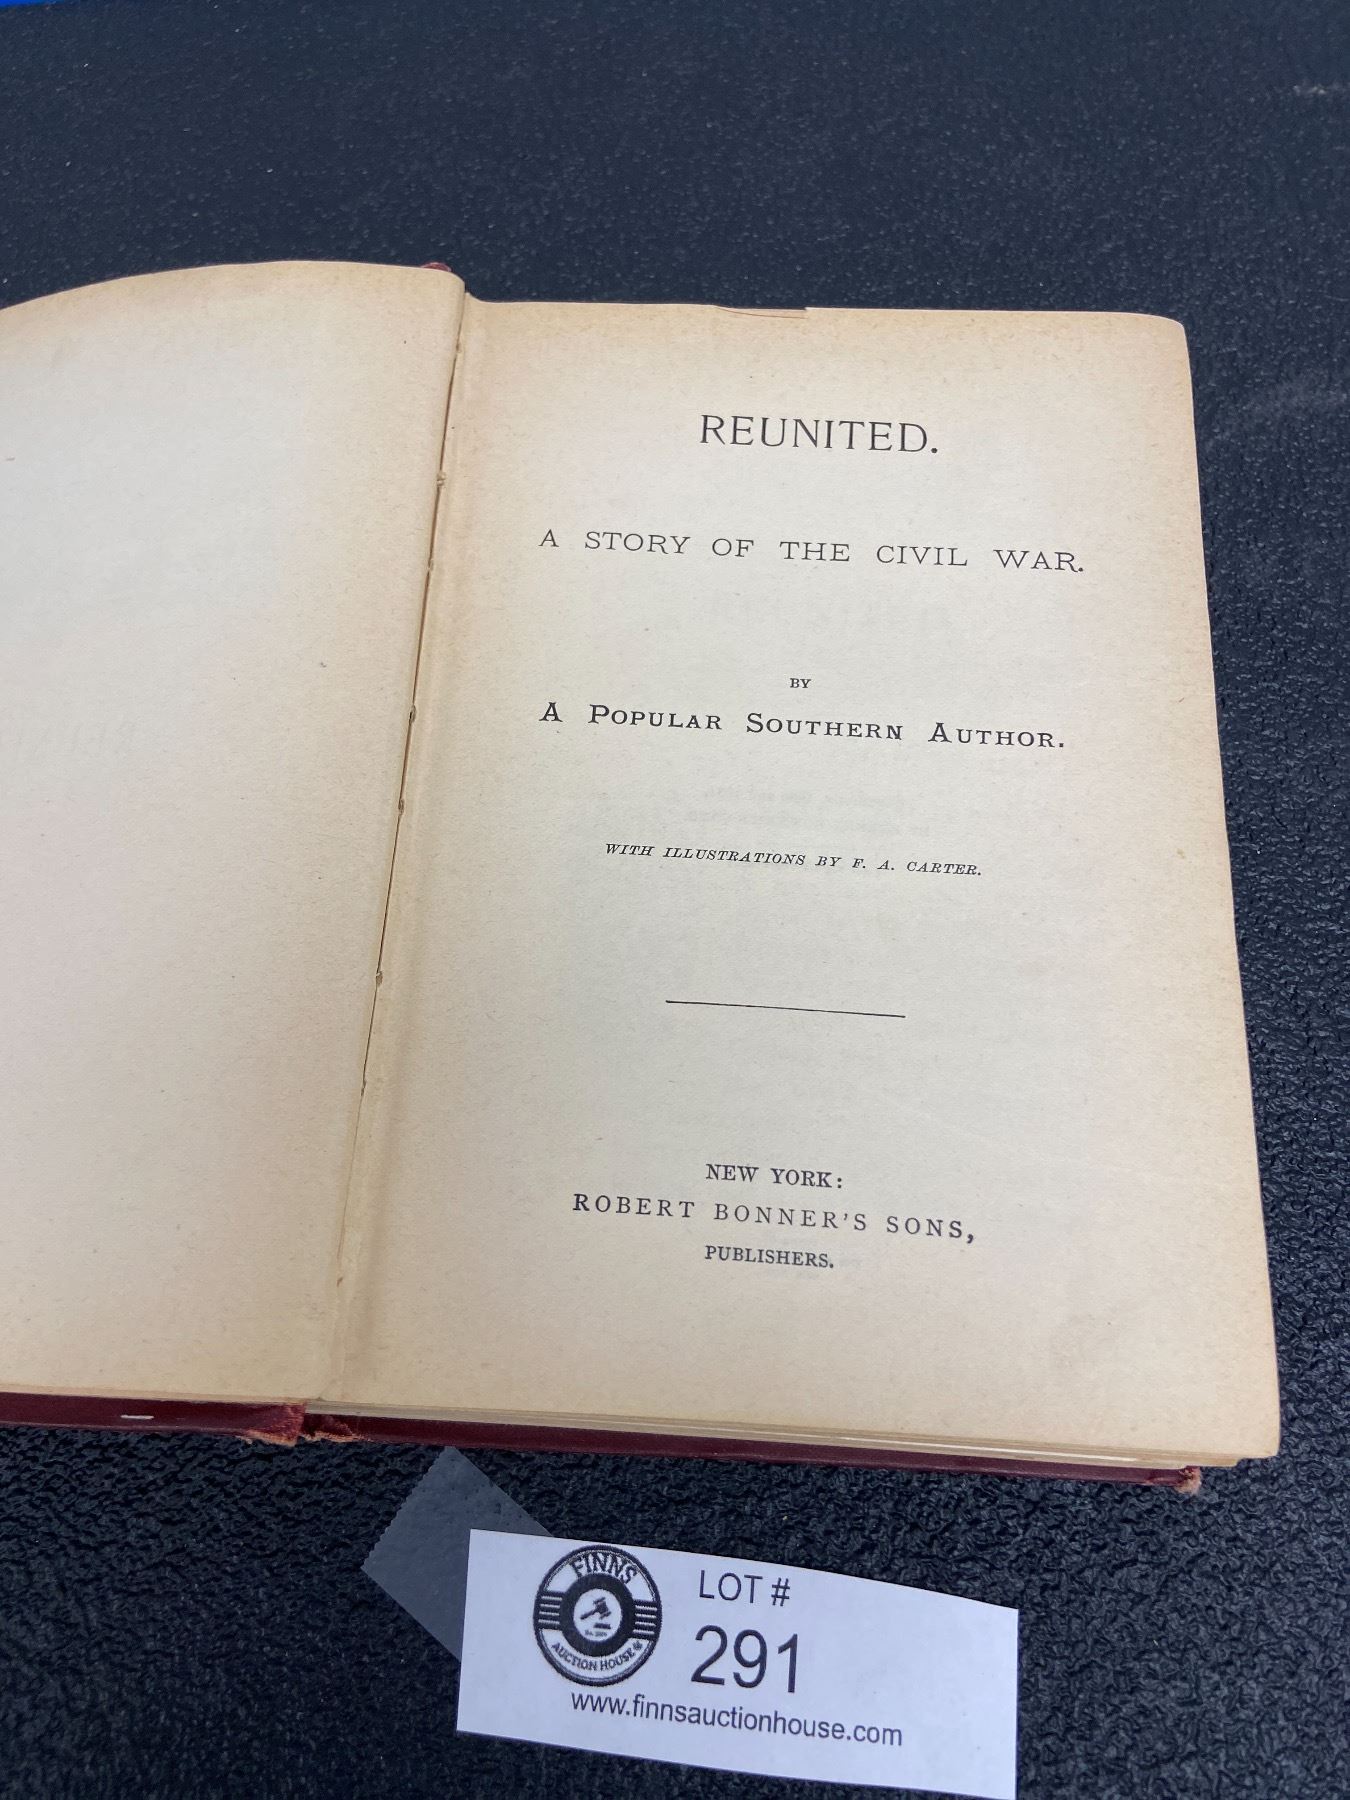 REUNITED.
A STORY OF THE CIVIL WAR.
BY
A POPULAR SOUTHERN AUTHOR.
WITH ILLUSTRATIONS BY F. A. CARTER.
NEW YORK:
ROBERT BONNER'S SONS,
PUBLISHERS.
FINNS
AUCTION HOUSE
LOT #
291
www.finnsauctionhouse.com